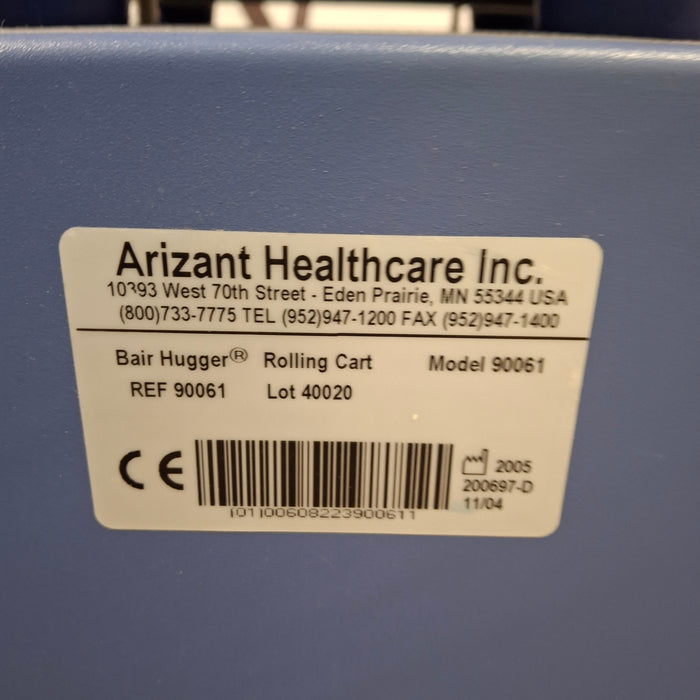 Arizant Healthcare Inc.
10393 West 70th Street - Eden Prairie, MN 55344 USA
(800)733-7775 TEL (952)947-1200 FAX (952)947-1400
Bair Hugger® Rolling Cart Model 90061
REF 90061 Lot 40020
CE 2005
200697-D
11/04
(01)00608223900611